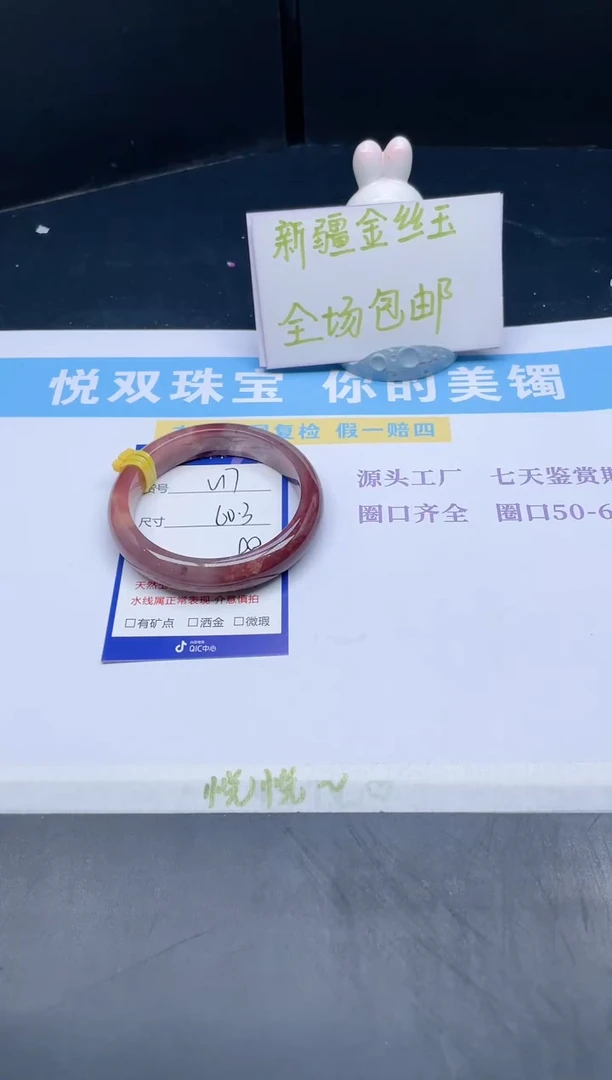 新疆金丝玉
全场包邮
悦双珠宝 你的美镯
复检 假一赔四
源头工厂 七天鉴赏期
圈口齐全 圈口50-6
货号 V17
尺寸 60.3
天然
水线属正常表现 介意慎拍
□有矿点 □洒金 □微瑕
QIC中心
悦悦~